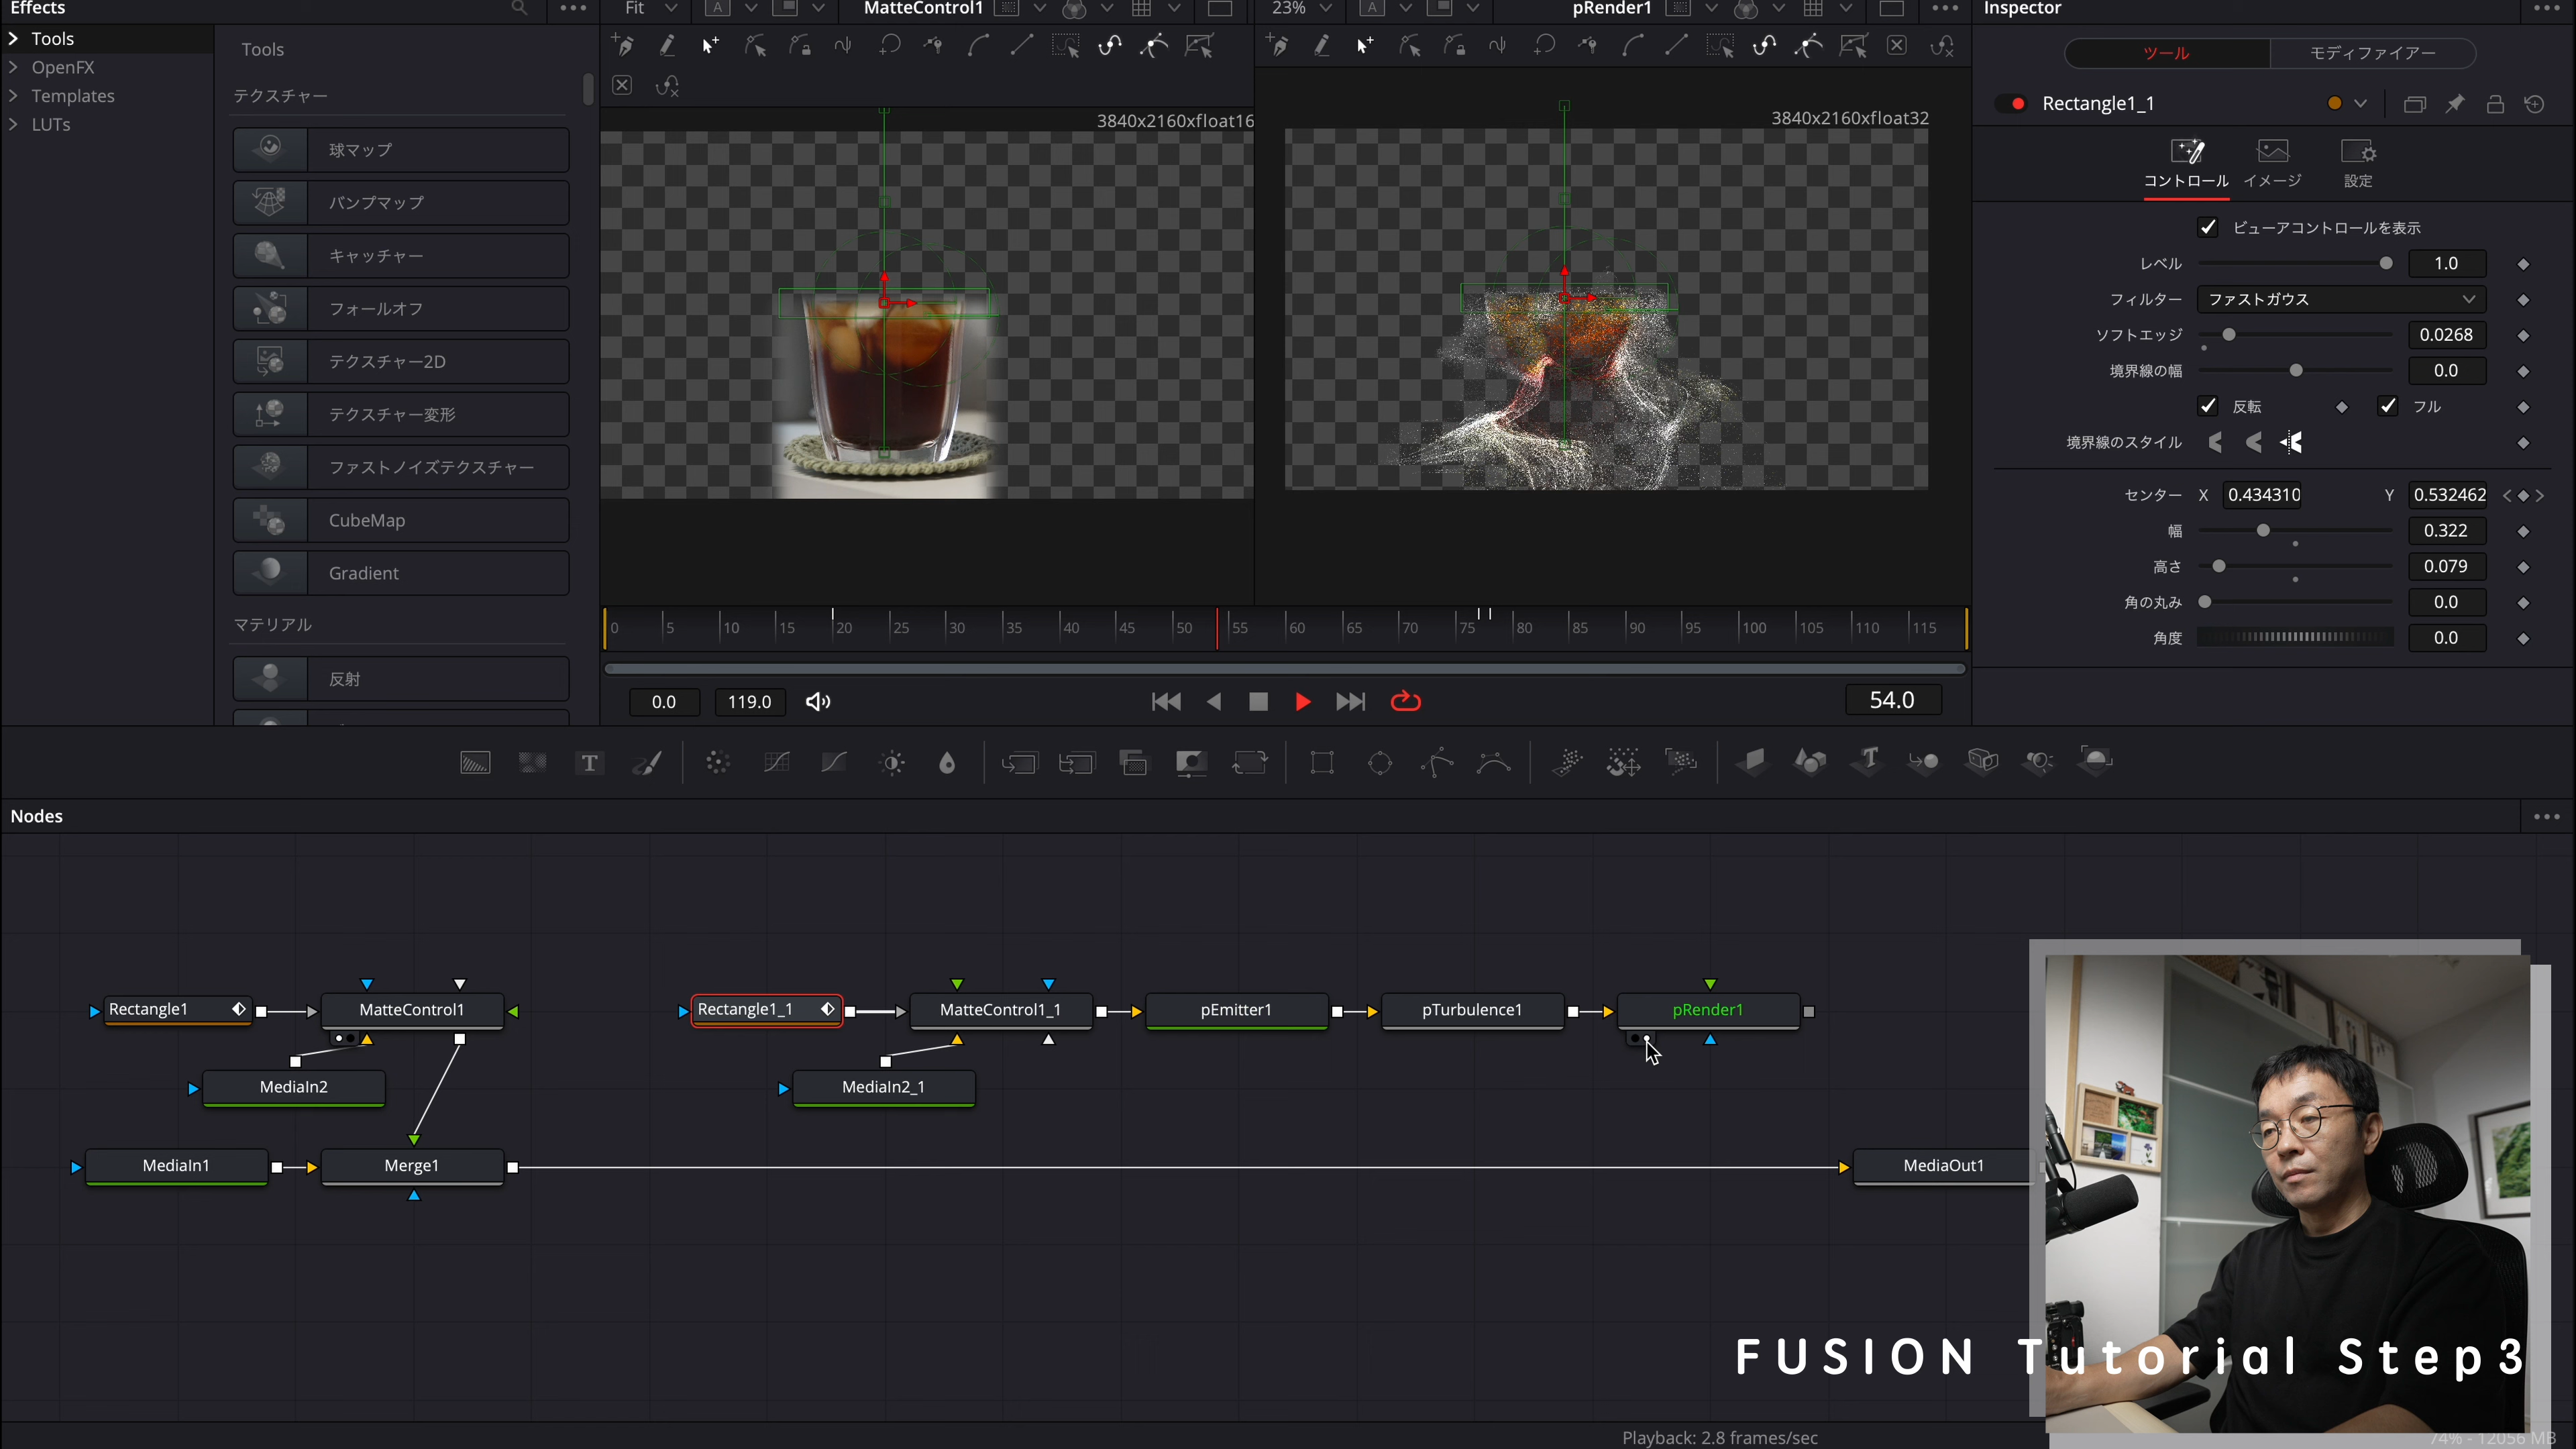 Effects
Tools
OpenFX
Templates
LUTs
Tools
テクスチャー
球マップ
バンプマップ
キャッチャー
フォールオフ
テクスチャー2D
テクスチャー変形
ファストノイズテクスチャー
CubeMap
Gradient
マテリアル
反射
Fit
A
MatteControl1
3840x2160xfloat16
23%
A
pRender1
3840x2160xfloat32
0 5 10 15 20 25 30 35 40 45 50 55 60 65 70 75 80 85 90 95 100 105 110 115
0.0
119.0
54.0
Inspector
ツール
モディファイアー
Rectangle1_1
コントロール
イメージ
設定
ビューアコントロールを表示
レベル 1.0
フィルター ファストガウス
ソフトエッジ 0.0268
境界線の幅 0.0
反転 フル
境界線のスタイル
センター X 0.434310 Y 0.532462
幅 0.322
高さ 0.079
角の丸み 0.0
角度 0.0
T
T
Nodes
Rectangle1
MatteControl1
Rectangle1_1
MatteControl1_1
pEmitter1
pTurbulence1
pRender1
MediaIn2
MediaIn2_1
MediaIn1
Merge1
MediaOut1
FUSION Tutorial Step3
Playback: 2.8 frames/sec
74% - 12056 MB